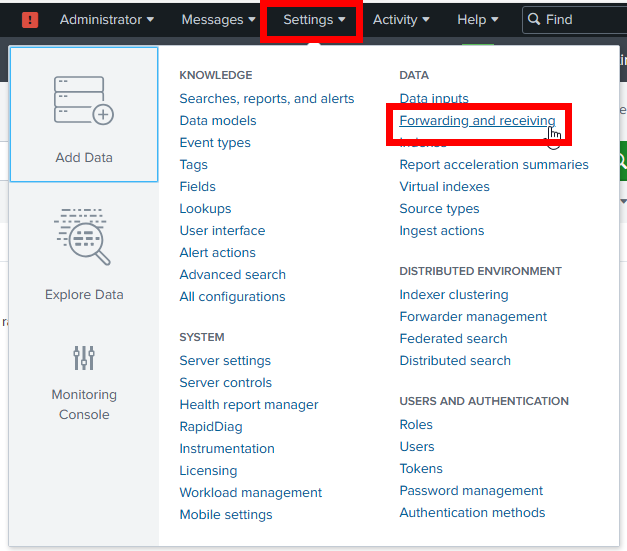 ! Administrator Messages Settings Activity Help Find
Add Data
Explore Data
Monitoring
Console
KNOWLEDGE
Searches, reports, and alerts
Data models
Event types
Tags
Fields
Lookups
User interface
Alert actions
Advanced search
All configurations
SYSTEM
Server settings
Server controls
Health report manager
RapidDiag
Instrumentation
Licensing
Workload management
Mobile settings
DATA
Data inputs
Forwarding and receiving
Indexes
Report acceleration summaries
Virtual indexes
Source types
Ingest actions
DISTRIBUTED ENVIRONMENT
Indexer clustering
Forwarder management
Federated search
Distributed search
USERS AND AUTHENTICATION
Roles
Users
Tokens
Password management
Authentication methods